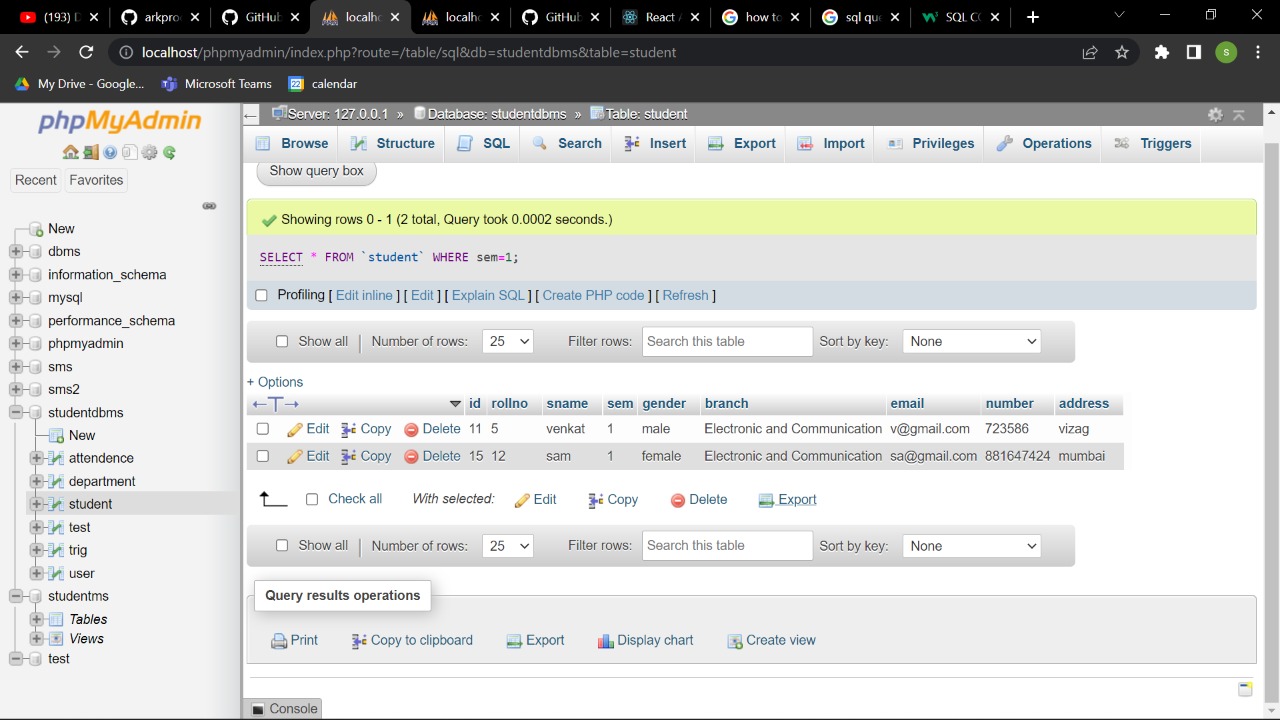 (193) D
arkpro
GitHub
localho
localho
GitHub
React A
how to
sql que
SQL CO
localhost/phpmyadmin/index.php?route=/table/sql&db=studentdbms&table=student
S
My Drive - Google... Microsoft Teams 22 calendar
phpMyAdmin
Recent Favorites
New
dbms
information_schema
mysql
performance_schema
phpmyadmin
sms
sms2
studentdbms
New
attendence
department
student
test
trig
user
studentms
Tables
Views
test
Server: 127.0.0.1 » Database: studentdbms » Table: student
Browse Structure SQL Search Insert Export Import Privileges Operations Triggers
Show query box
Showing rows 0 - 1 (2 total, Query took 0.0002 seconds.)
SELECT * FROM `student` WHERE sem=1;
Profiling [ Edit inline ] [ Edit ] [ Explain SQL ] [ Create PHP code ] [ Refresh ]
Show all | Number of rows: 25 Filter rows: Search this table Sort by key: None
+ Options
←T→ id rollno sname sem gender branch email number address
Edit Copy Delete 11 5 venkat 1 male Electronic and Communication v@gmail.com 723586 vizag
Edit Copy Delete 15 12 sam 1 female Electronic and Communication sa@gmail.com 881647424 mumbai
Check all With selected: Edit Copy Delete Export
Show all | Number of rows: 25 Filter rows: Search this table Sort by key: None
Query results operations
Print Copy to clipboard Export Display chart Create view
Console